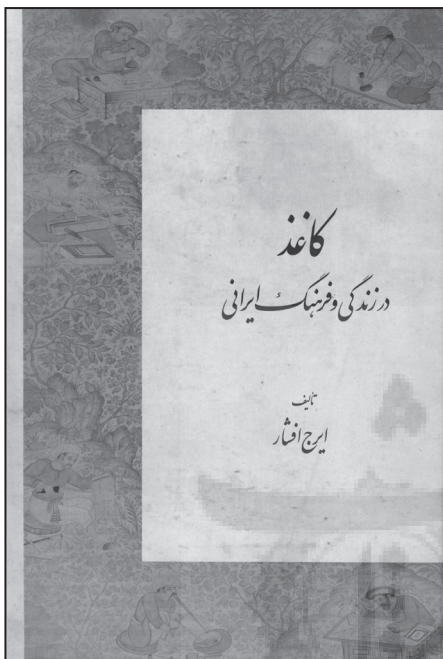 کاغذ
در زندگی و فرهنگ ایرانی
تألیف
ایرج افشار